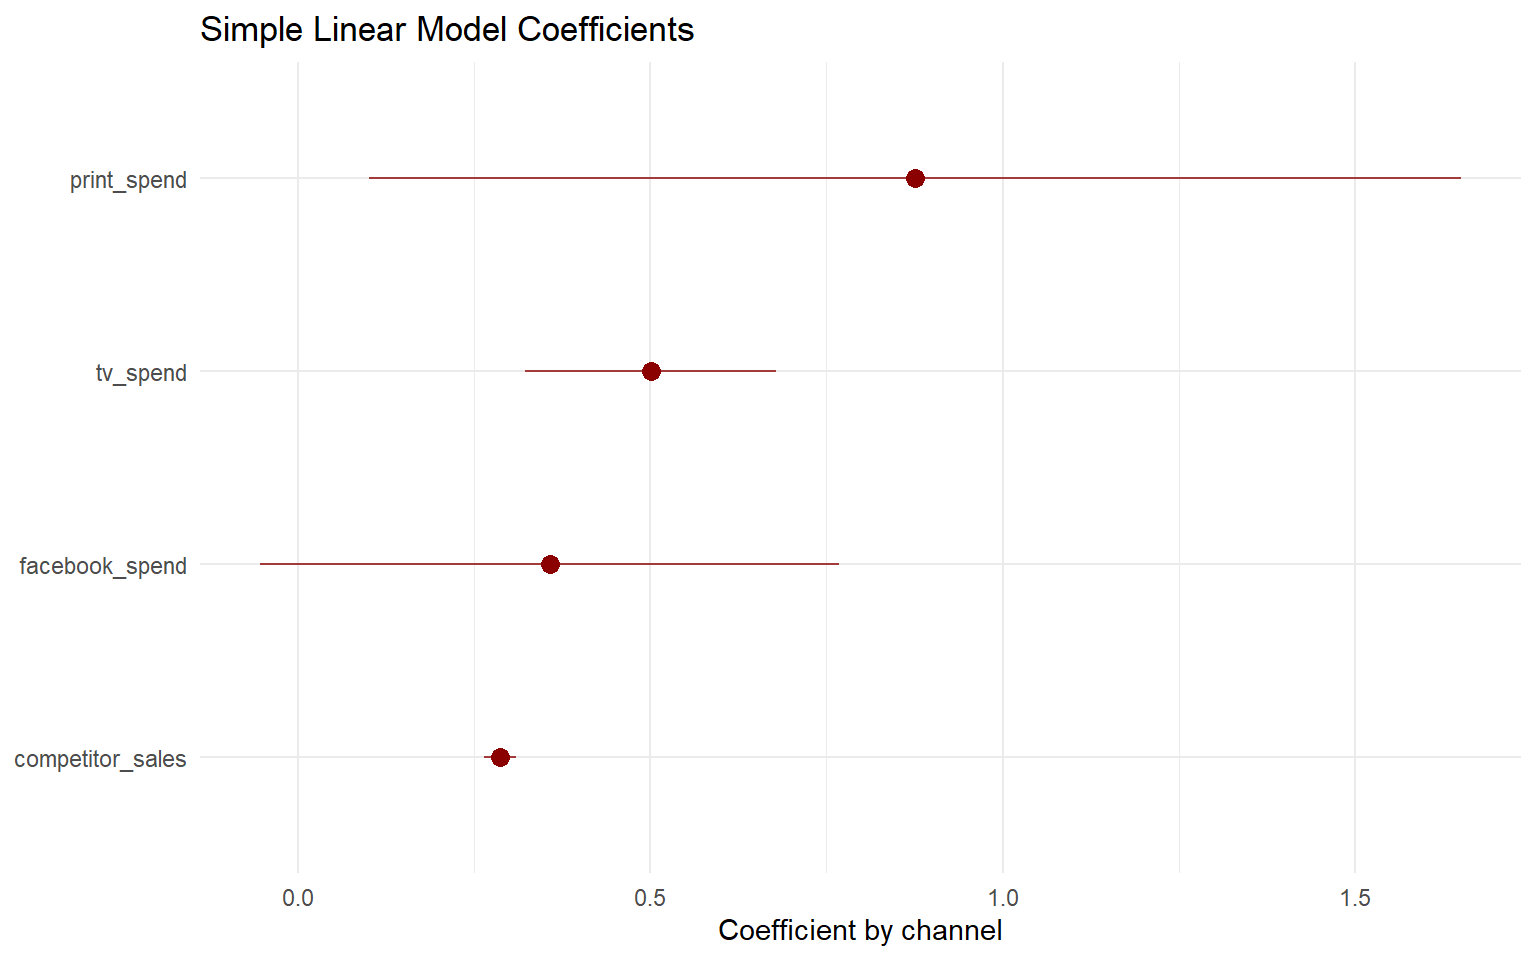 Simple Linear Model Coefficients
print_spend
tv_spend
facebook_spend
competitor_sales
0.0 0.5 1.0 1.5
Coefficient by channel